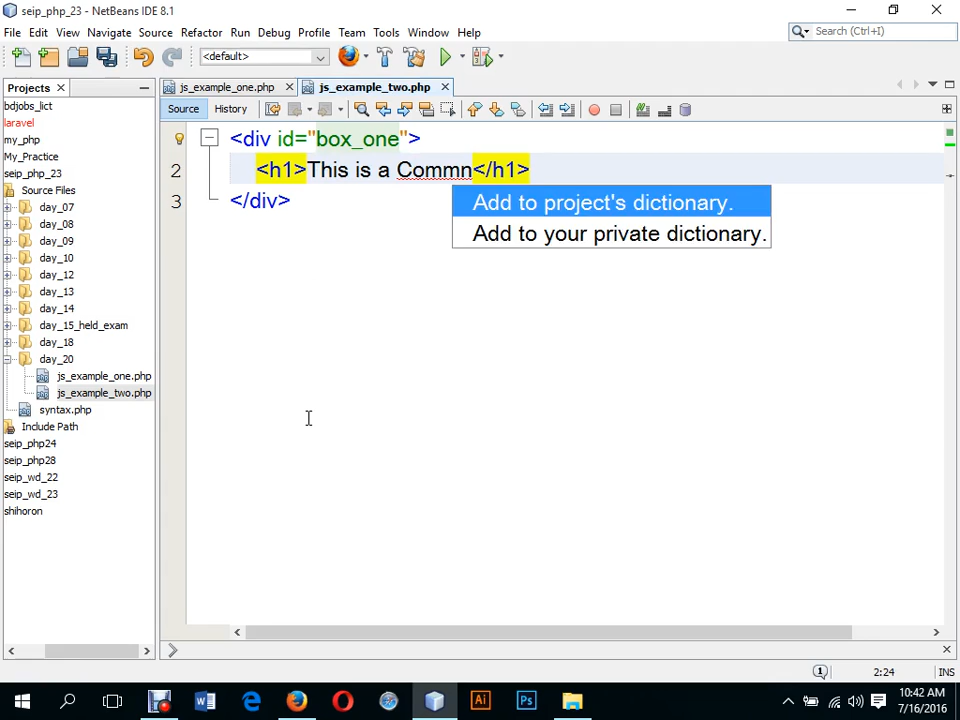 seip_php_23 - NetBeans IDE 8.1
File Edit View Navigate Source Refactor Run Debug Profile Team Tools Window Help
Search (Ctrl+I)
<default>
Projects
js_example_one.php
js_example_two.php
Source History
bdjobs_lict
laravel
my_php
My_Practice
seip_php_23
Source Files
day_07
day_08
day_09
day_10
day_12
day_13
day_14
day_15_held_exam
day_18
day_20
js_example_one.php
js_example_two.php
syntax.php
Include Path
seip_php24
seip_php28
seip_wd_22
seip_wd_23
shihoron
<div id="box_one">
2 <h1>This is a Commn</h1>
3 </div>
Add to project's dictionary.
Add to your private dictionary.
1
2:24 INS
10:42 AM
7/16/2016